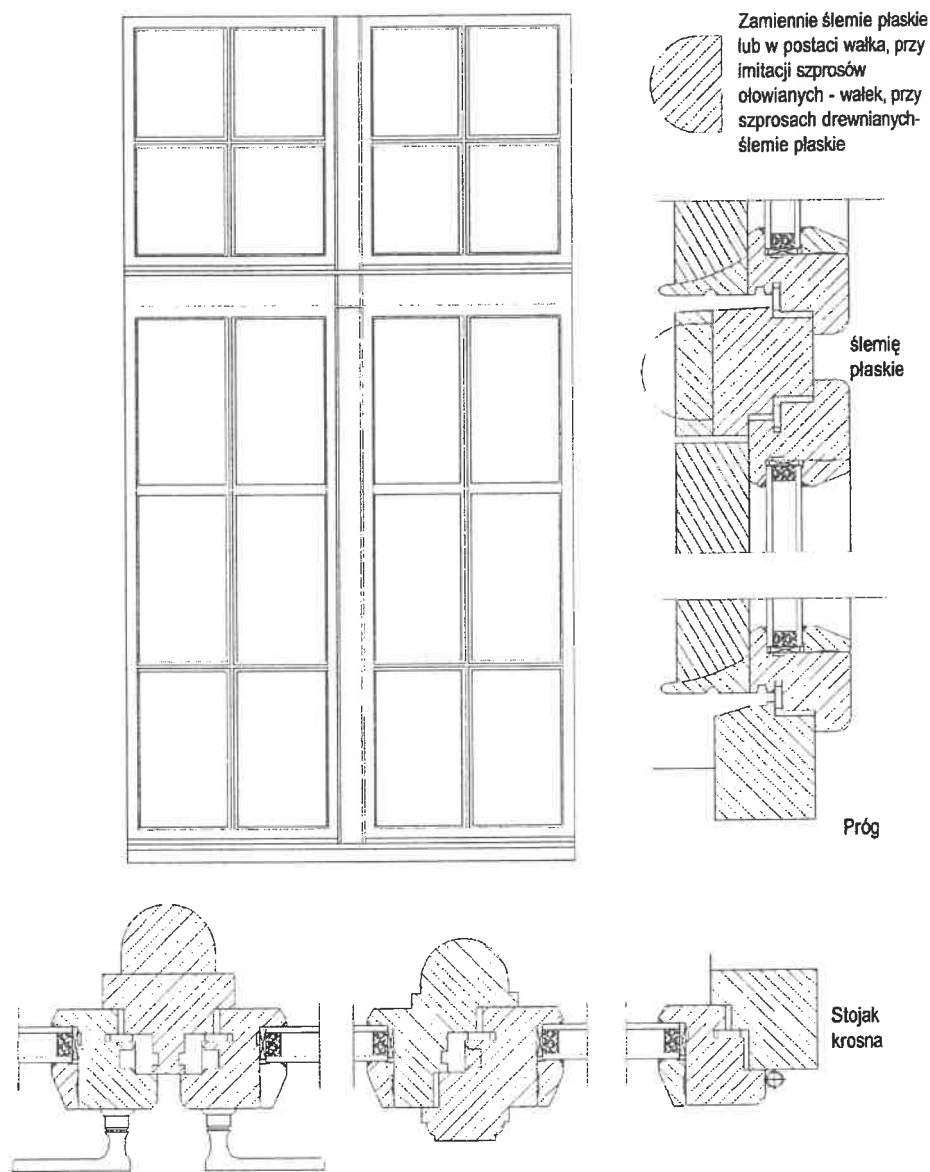 Zamiennie ślemie płaskie
lub w postaci wałka, przy
imitacji szprosów
ołowianych - wałek, przy
szprosach drewnianych-
ślemie płaskie
ślemię
płaskie
Próg
Stojak
krosna